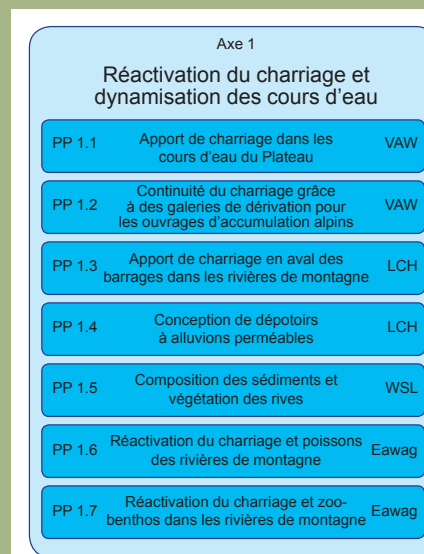 Axe 1
Réactivation du charriage et
dynamisation des cours d'eau
PP 1.1 Apport de charriage dans les VAW
cours d'eau du Plateau
PP 1.2 Continuité du charriage grâce VAW
à des galeries de dérivation pour
les ouvrages d'accumulation alpins
PP 1.3 Apport de charriage en aval des LCH
barrages dans les rivières de montagne
PP 1.4 Conception de dépotoirs LCH
à alluvions perméables
PP 1.5 Composition des sédiments et WSL
végétation des rives
PP 1.6 Réactivation du charriage et poissons Eawag
des rivières de montagne
PP 1.7 Réactivation du charriage et zoo- Eawag
benthos dans les rivières de montagne